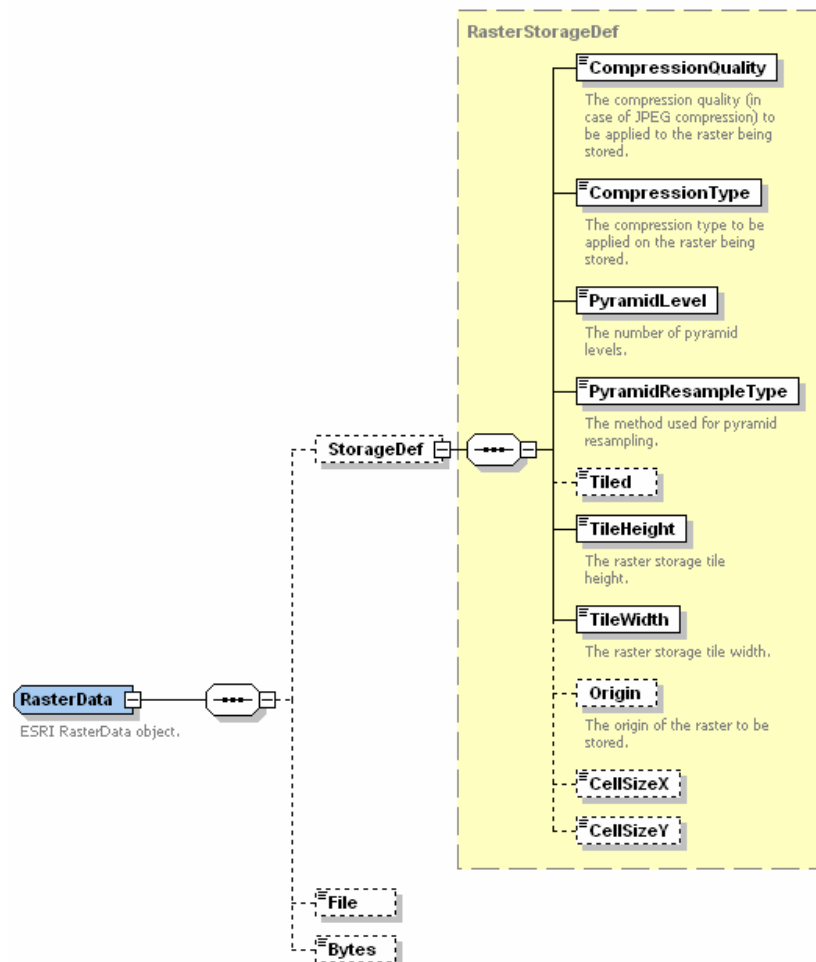 RasterStorageDef
CompressionQuality
The compression quality (in
case of JPEG compression) to
be applied to the raster being
stored.
CompressionType
The compression type to be
applied on the raster being
stored.
PyramidLevel
The number of pyramid
levels.
PyramidResampleType
The method used for pyramid
resampling.
StorageDef
Tiled
TileHeight
The raster storage tile
height.
TileWidth
The raster storage tile width.
RasterData
ESRI RasterData object.
Origin
The origin of the raster to be
stored.
CellSizeX
CellSizeY
File
Bytes